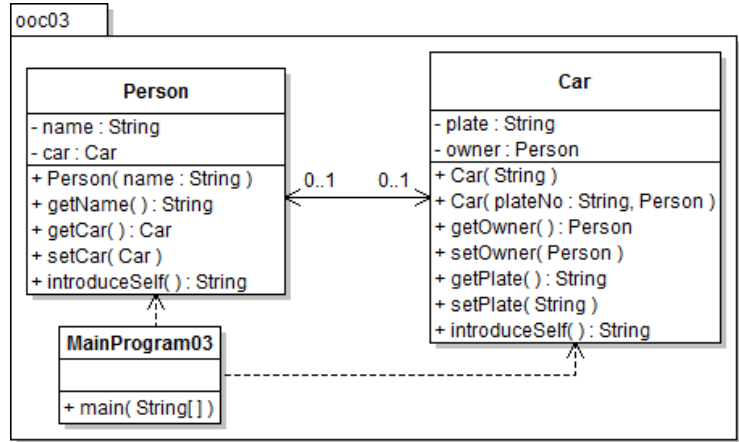 ooc03
Person
- name : String
- car : Car
+ Person( name : String )
+ getName( ) : String
+ getCar( ) : Car
+ setCar( Car )
+ introduceSelf( ) : String
0..1 0..1
Car
- plate : String
- owner : Person
+ Car( String )
+ Car( plateNo : String, Person )
+ getOwner( ) : Person
+ setOwner( Person )
+ getPlate( ) : String
+ setPlate( String )
+ introduceSelf( ) : String
MainProgram03
+ main( String[ ] )